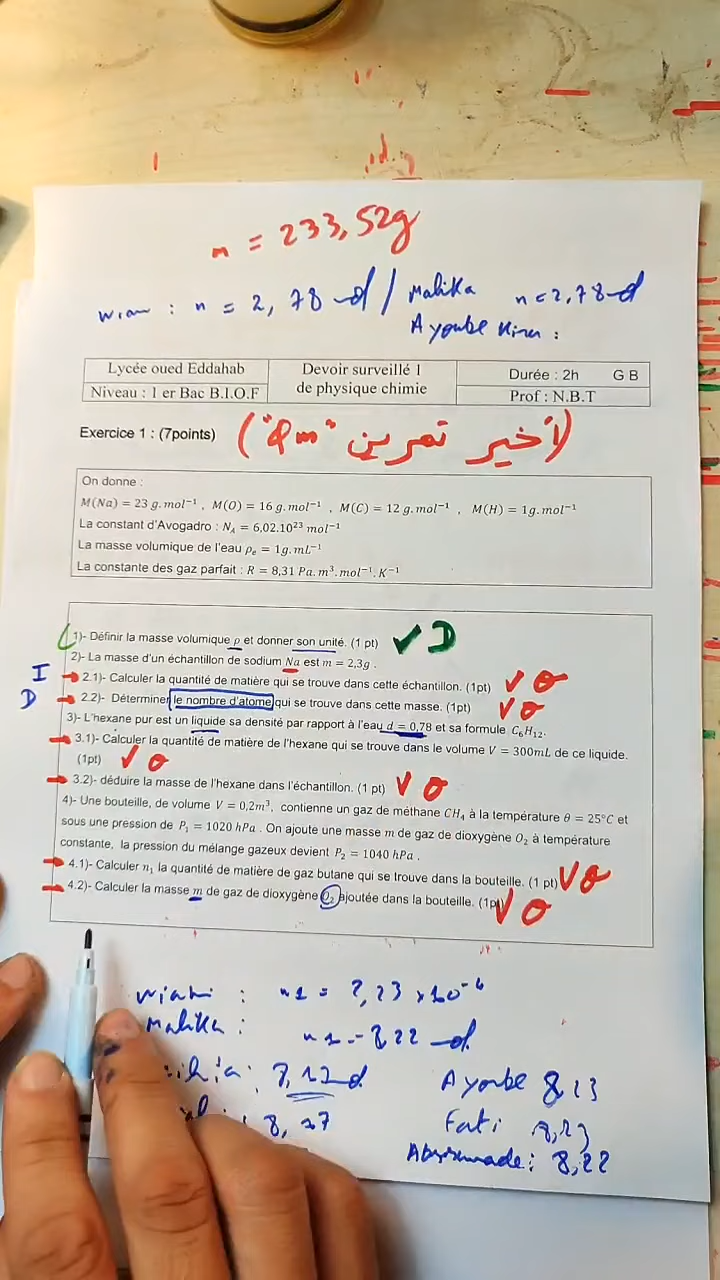 m = 233,52g
Wiam : n = 2,78 mol / Malika n = 2,78 mol
Ayoube
Lycée oued Eddahab
Niveau : 1 er Bac B.I.O.F
Devoir surveillé 1
de physique chimie
Durée : 2h G B
Prof : N.B.T
Exercice 1 : (7points) ("m" لأخير تمرين)
On donne :
M(Na) = 23 g.mol⁻¹ , M(O) = 16 g.mol⁻¹ , M(C) = 12 g.mol⁻¹ , M(H) = 1g.mol⁻¹
La constant d'Avogadro : N_A = 6,02.10²³ mol⁻¹
La masse volumique de l'eau ρₑ = 1g.mL⁻¹
La constante des gaz parfait : R = 8,31 Pa.m³.mol⁻¹.K⁻¹
1)- Définir la masse volumique ρ et donner son unité. (1 pt) ✓ D
2)- La masse d'un échantillon de sodium Na est m = 2,3g .
I → 2.1)- Calculer la quantité de matière qui se trouve dans cette échantillon. (1pt) ✓
D → 2.2)- Déterminer le nombre d'atome qui se trouve dans cette masse. (1pt) ✓
3)- L'hexane pur est un liquide sa densité par rapport à l'eau d = 0,78 et sa formule C₆H₁₂.
→ 3.1)- Calculer la quantité de matière de l'hexane qui se trouve dans le volume V = 300mL de ce liquide.
(1pt) ✓
→ 3.2)- déduire la masse de l'hexane dans l'échantillon. (1 pt) ✓
4)- Une bouteille, de volume V = 0,2m³, contienne un gaz de méthane CH₄ à la température θ = 25°C et
sous une pression de P₁ = 1020 hPa . On ajoute une masse m de gaz de dioxygène O₂ à température
constante, la pression du mélange gazeux devient P₂ = 1040 hPa .
→ 4.1)- Calculer n₁ la quantité de matière de gaz butane qui se trouve dans la bouteille. (1 pt) ✓
→ 4.2)- Calculer la masse m de gaz de dioxygène O₂ ajoutée dans la bouteille. (1pt) ✓
Wiam : n1 =
Malika : n1 = 8,22 mol
Ayoube 8,23
Fati 8,23
8,27
8,22